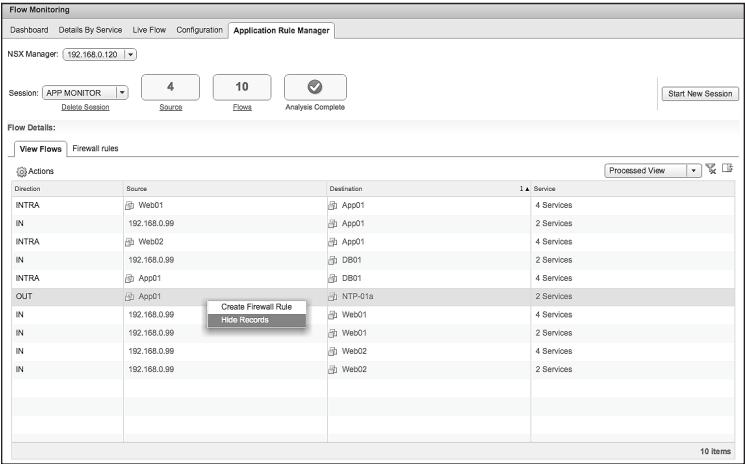 Flow Monitoring
Dashboard Details By Service Live Flow Configuration Application Rule Manager
NSX Manager: 192.168.0.120
Session: APP MONITOR 4 10 Start New Session
Delete Session Source Flows Analysis Complete
Flow Details:
View Flows Firewall rules
Actions Processed View
Direction Source Destination 1 ▲ Service
INTRA Web01 App01 4 Services
IN 192.168.0.99 App01 2 Services
INTRA Web02 App01 4 Services
IN 192.168.0.99 DB01 2 Services
INTRA App01 DB01 4 Services
OUT App01 NTP-01a 2 Services
Create Firewall Rule
Hide Records
IN 192.168.0.99 Web01 4 Services
IN 192.168.0.99 Web01 2 Services
IN 192.168.0.99 Web02 4 Services
IN 192.168.0.99 Web02 2 Services
10 items